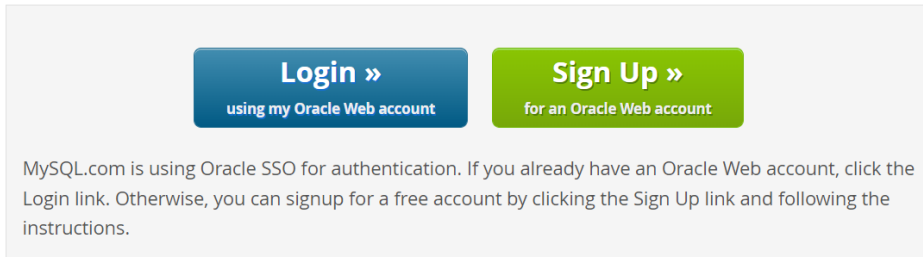 Login »
using my Oracle Web account
Sign Up »
for an Oracle Web account
MySQL.com is using Oracle SSO for authentication. If you already have an Oracle Web account, click the
Login link. Otherwise, you can signup for a free account by clicking the Sign Up link and following the
instructions.